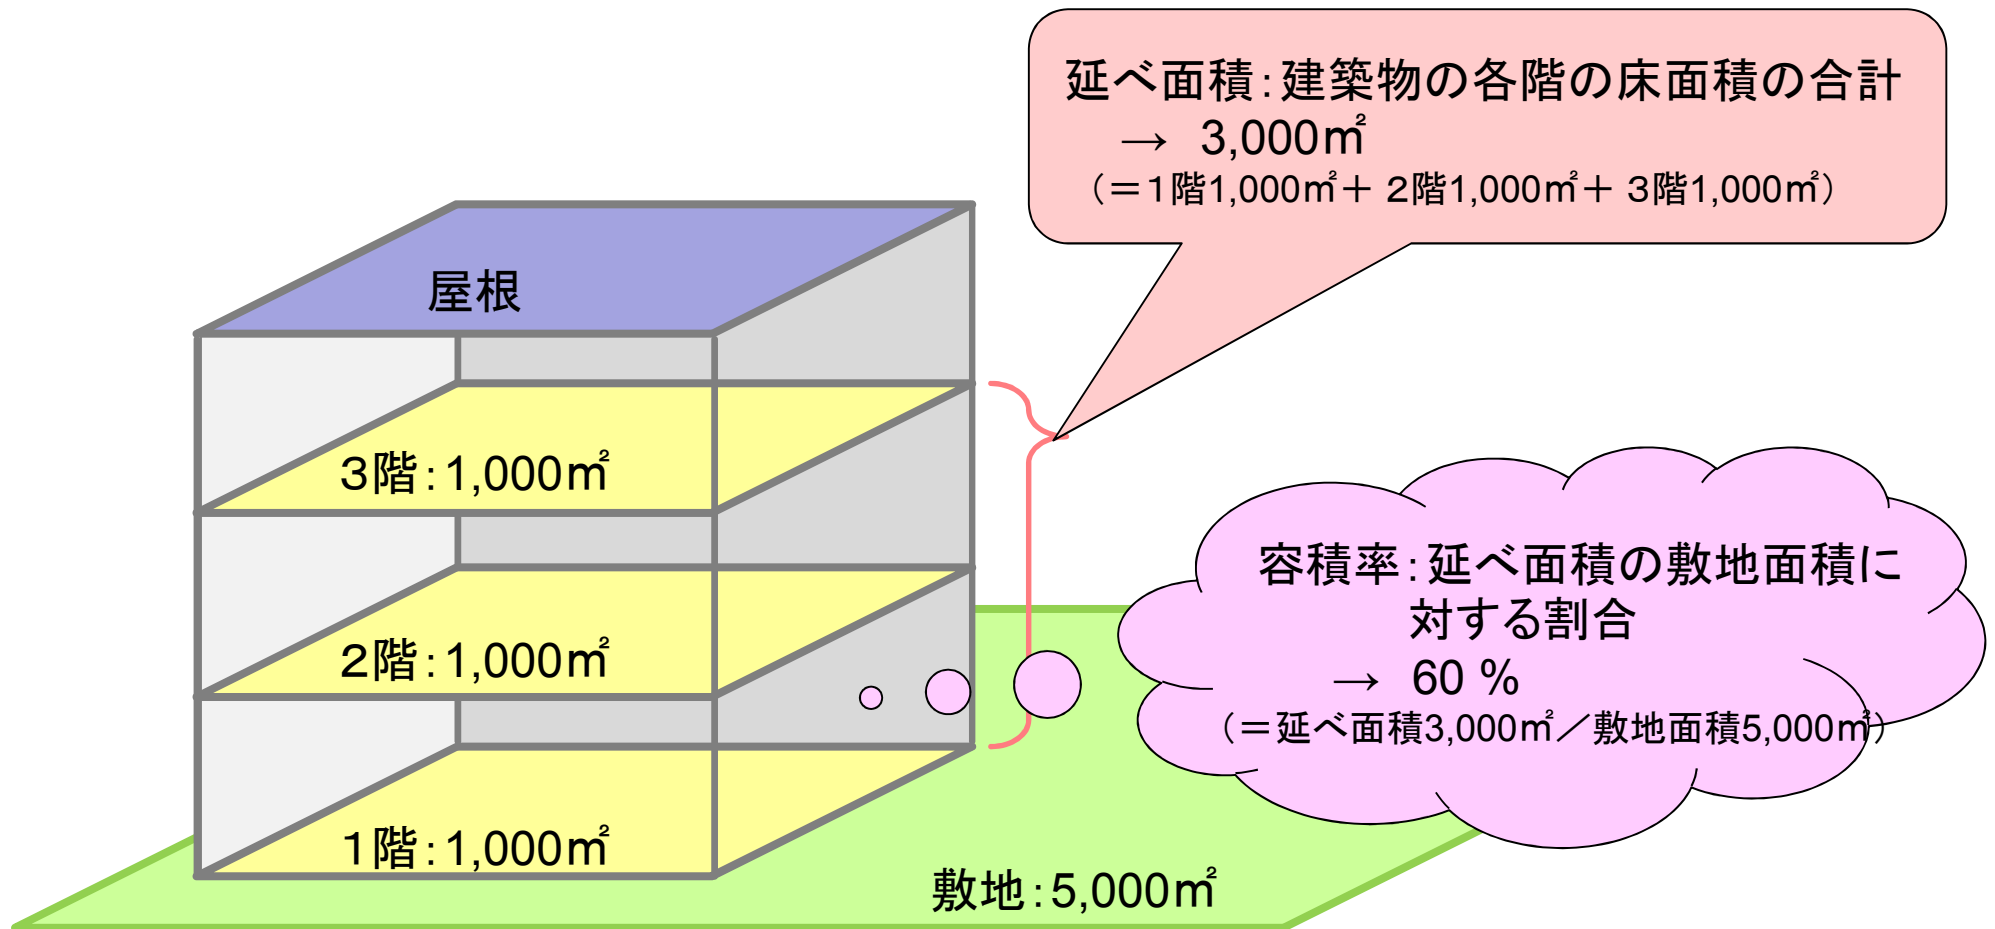 延べ面積：建築物の各階の床面積の合計
→ 3,000㎡
（＝１階1,000㎡＋ ２階1,000㎡＋ ３階1,000㎡）
屋根
３階：1,000㎡
２階：1,000㎡
１階：1,000㎡
容積率：延べ面積の敷地面積に
対する割合
→ 60 %
（＝延べ面積3,000㎡／敷地面積5,000㎡）
敷地：5,000㎡